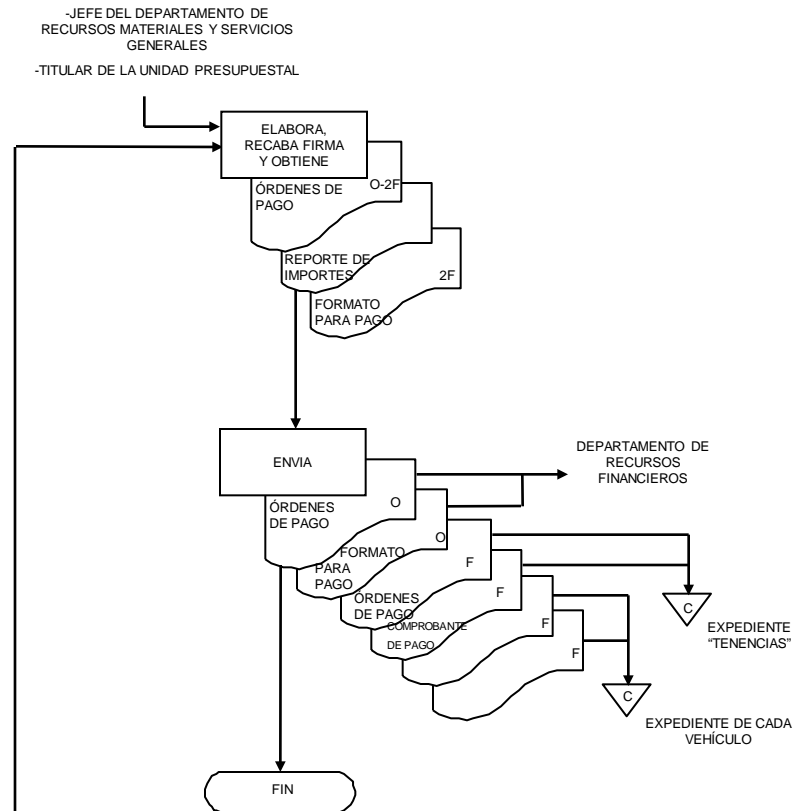 -JEFE DEL DEPARTAMENTO DE
RECURSOS MATERIALES Y SERVICIOS
GENERALES
-TITULAR DE LA UNIDAD PRESUPUESTAL
ELABORA,
RECABA FIRMA
Y OBTIENE
ÓRDENES DE
PAGO
O-2F
REPORTE DE
IMPORTES
2F
FORMATO
PARA PAGO
ENVIA
DEPARTAMENTO DE
RECURSOS
FINANCIEROS
ÓRDENES
DE PAGO
O
FORMATO
PARA
PAGO
O
ÓRDENES
DE PAGO
F
COMPROBANTE
DE PAGO
F
F
F
C
EXPEDIENTE
“TENENCIAS”
C
EXPEDIENTE DE CADA
VEHÍCULO
FIN